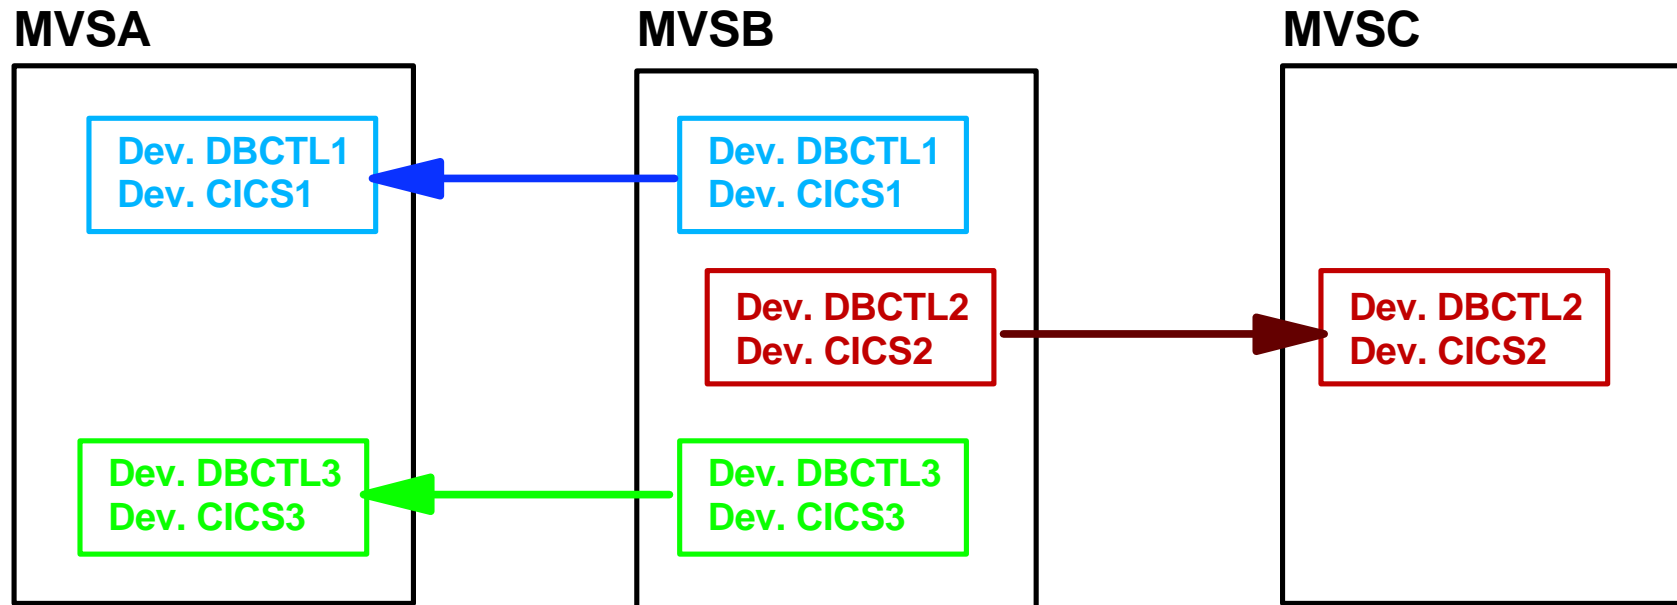 MVSA
MVSB
MVSC
Dev. DBCTL1
Dev. CICS1
Dev. DBCTL1
Dev. CICS1
Dev. DBCTL2
Dev. CICS2
Dev. DBCTL2
Dev. CICS2
Dev. DBCTL3
Dev. CICS3
Dev. DBCTL3
Dev. CICS3